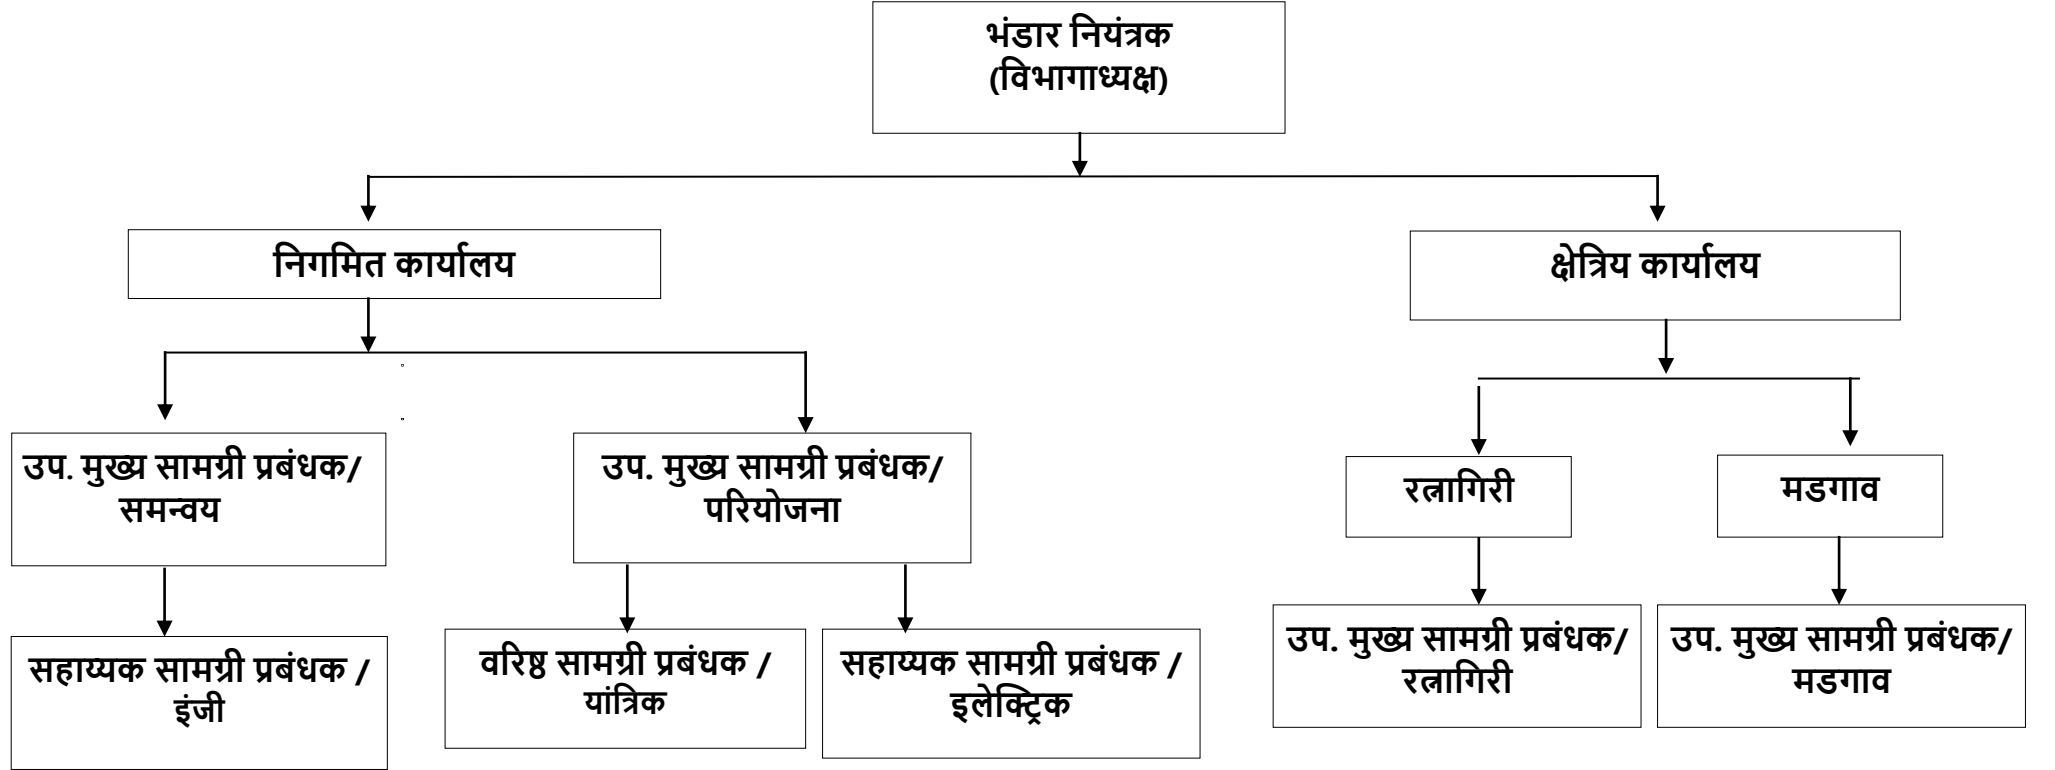 भंडार नियंत्रक
(विभागाध्यक्ष)
निगमित कार्यालय
क्षेत्रिय कार्यालय
उप. मुख्य सामग्री प्रबंधक/
समन्वय
उप. मुख्य सामग्री प्रबंधक/
परियोजना
रत्नागिरी
मडगाव
सहाय्यक सामग्री प्रबंधक /
इंजी
वरिष्ठ सामग्री प्रबंधक /
यांत्रिक
सहाय्यक सामग्री प्रबंधक /
इलेक्ट्रिक
उप. मुख्य सामग्री प्रबंधक/
रत्नागिरी
उप. मुख्य सामग्री प्रबंधक/
मडगाव